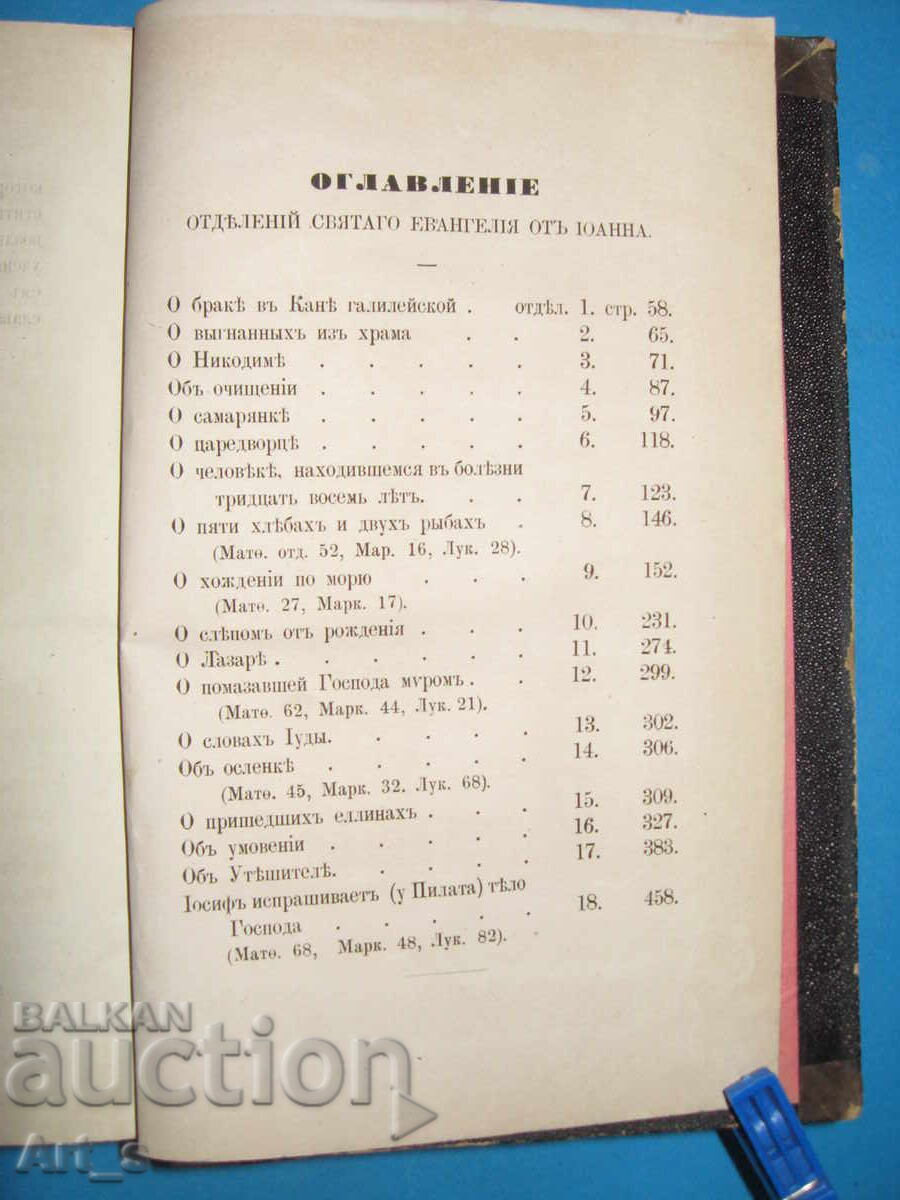 ОГЛАВЛЕНІЕ
ОТДѢЛЕНІЙ СВЯТАГО ЕВАНГЕЛІЯ ОТЪ ІОАННА.
О бракѣ въ Канѣ галилейской . отдѣл. 1. стр. 58.
О выгнанныхъ изъ храма . . 2. 65.
О Никодимѣ . . . . . 3. 71.
Объ очищеніи . . . . . 4. 87.
О самарянкѣ . . . . . 5. 97.
О царедворцѣ . . . . . 6. 118.
О человѣкѣ, находившемся въ болѣзни
тридцать восемь лѣтъ. . . 7. 123.
О пяти хлѣбахъ и двухъ рыбахъ . 8. 146.
(Матѳ. отд. 52, Мар. 16, Лук. 28).
О хожденіи по морю . . . 9. 152.
(Матѳ. 27, Марк. 17).
О слѣпомъ отъ рожденія . . . 10. 231.
О Лазарѣ . . . . . . 11. 274.
О помазавшей Господа мѵромъ. . 12. 299.
(Матѳ. 62, Марк. 44, Лук. 21).
О словахъ Іуды. . . . . 13. 302.
Объ осленкѣ . . . . . 14. 306.
(Матѳ. 45, Марк. 32. Лук. 68).
О пришедшихъ еллинахъ . . . 15. 309.
Объ умовеніи . . . . . 16. 327.
Объ Утѣшителѣ. . . . . 17. 383.
Іосифъ испрашиваетъ (у Пилата) тѣло
Господа . . . . . 18. 458.
(Матѳ. 68, Марк. 48, Лук. 82).
BALKAN
auction
Art_s